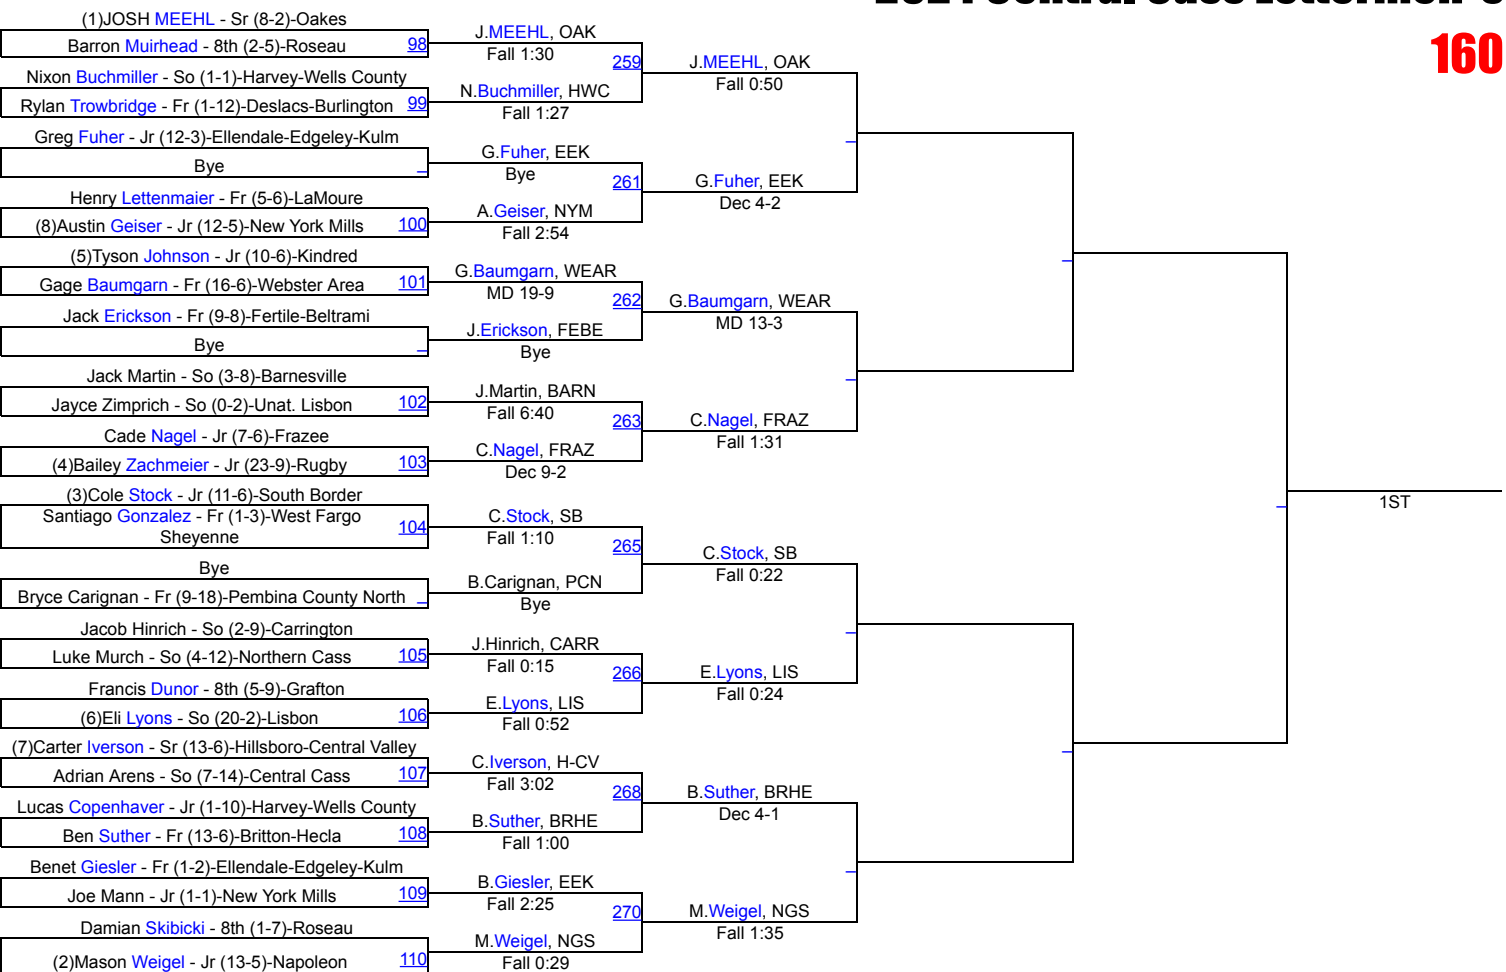 160
(1)JOSH MEEHL - Sr (8-2)-Oakes
Barron Muirhead - 8th (2-5)-Roseau 98
Nixon Buchmiller - So (1-1)-Harvey-Wells County
Rylan Trowbridge - Fr (1-12)-Deslacs-Burlington 99
Greg Fuher - Jr (12-3)-Ellendale-Edgeley-Kulm
Bye
Henry Lettenmaier - Fr (5-6)-LaMoure
(8)Austin Geiser - Jr (12-5)-New York Mills 100
(5)Tyson Johnson - Jr (10-6)-Kindred
Gage Baumgarn - Fr (16-6)-Webster Area 101
Jack Erickson - Fr (9-8)-Fertile-Beltrami
Bye
Jack Martin - So (3-8)-Barnesville
Jayce Zimprich - So (0-2)-Unat. Lisbon 102
Cade Nagel - Jr (7-6)-Frazee
(4)Bailey Zachmeier - Jr (23-9)-Rugby 103
(3)Cole Stock - Jr (11-6)-South Border
Santiago Gonzalez - Fr (1-3)-West Fargo
Sheyenne 104
Bye
Bryce Carignan - Fr (9-18)-Pembina County North
Jacob Hinrich - So (2-9)-Carrington
Luke Murch - So (4-12)-Northern Cass 105
Francis Dunor - 8th (5-9)-Grafton
(6)Eli Lyons - So (20-2)-Lisbon 106
(7)Carter Iverson - Sr (13-6)-Hillsboro-Central Valley
Adrian Arens - So (7-14)-Central Cass 107
Lucas Copenhaver - Jr (1-10)-Harvey-Wells County
Ben Suther - Fr (13-6)-Britton-Hecla 108
Benet Giesler - Fr (1-2)-Ellendale-Edgeley-Kulm
Joe Mann - Jr (1-1)-New York Mills 109
Damian Skibicki - 8th (1-7)-Roseau
(2)Mason Weigel - Jr (13-5)-Napoleon 110
J.MEEHL, OAK
Fall 1:30
259
N.Buchmiller, HWC
Fall 1:27
G.Fuher, EEK
Bye
261
A.Geiser, NYM
Fall 2:54
G.Baumgarn, WEAR
MD 19-9
262
J.Erickson, FEBE
Bye
J.Martin, BARN
Fall 6:40
263
C.Nagel, FRAZ
Dec 9-2
C.Stock, SB
Fall 1:10
265
B.Carignan, PCN
Bye
J.Hinrich, CARR
Fall 0:15
266
E.Lyons, LIS
Fall 0:52
C.Iverson, H-CV
Fall 3:02
268
B.Suther, BRHE
Fall 1:00
B.Giesler, EEK
Fall 2:25
270
M.Weigel, NGS
Fall 0:29
J.MEEHL, OAK
Fall 0:50
G.Fuher, EEK
Dec 4-2
G.Baumgarn, WEAR
MD 13-3
C.Nagel, FRAZ
Fall 1:31
C.Stock, SB
Fall 0:22
E.Lyons, LIS
Fall 0:24
B.Suther, BRHE
Dec 4-1
M.Weigel, NGS
Fall 1:35
1ST